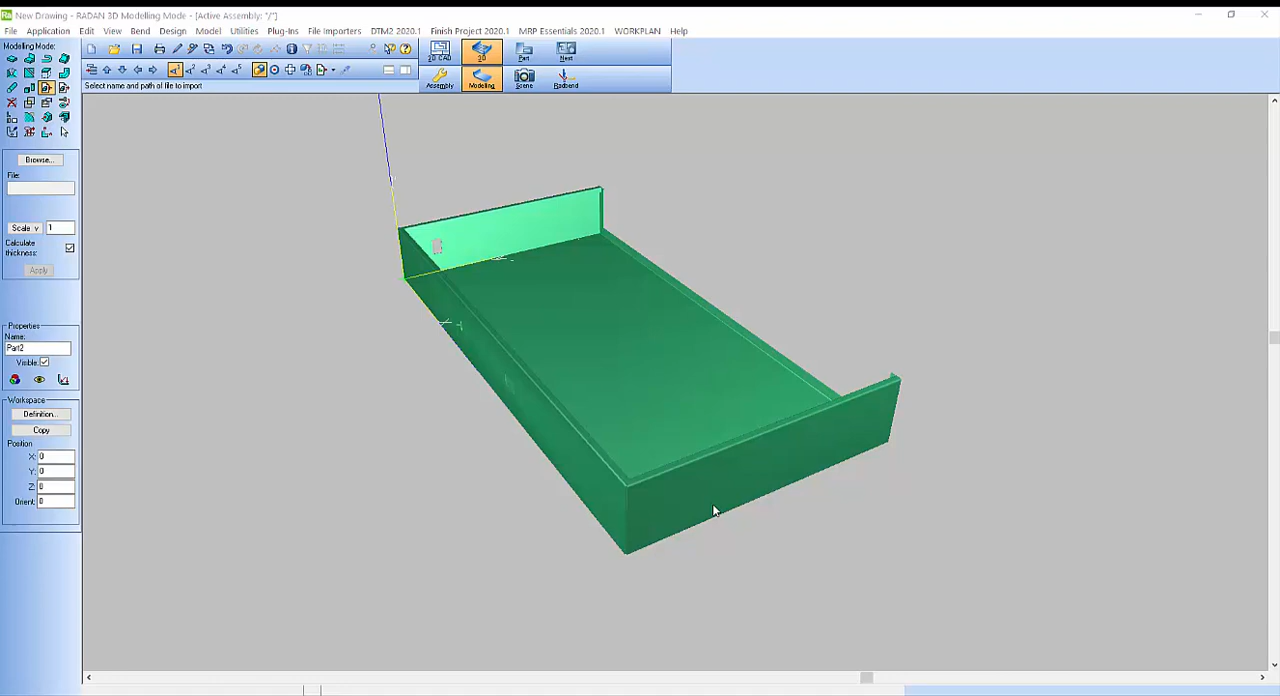 New Drawing - RADAN 3D Modelling Mode - [Active Assembly: "/"]
File Application Edit View Bend Design Model Utilities Plug-Ins File Importers DTM2 2020.1 Finish Project 2020.1 MRP Essentials 2020.1 WORKPLAN Help
Modelling Mode:
2D CAD 3D Part Nest
Assembly Modeling Scene Radbend
Select name and path of file to import
Browse...
File:
Scale v 1
Calculate
thickness:
Apply
Properties
Name:
Part2
Visible:
Workspace
Definition...
Copy
Position
X: 0
Y: 0
Z: 0
Orient: 0